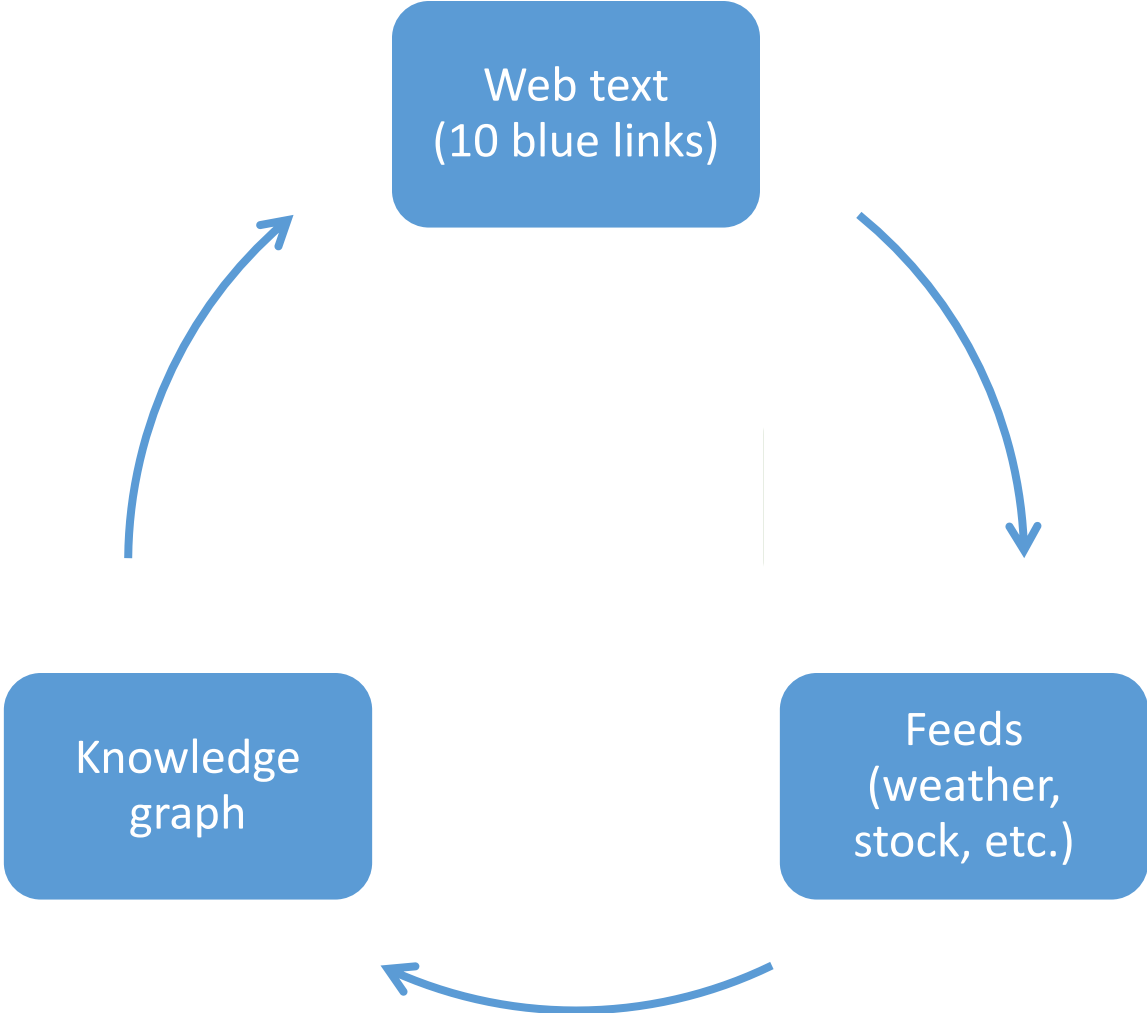 Web text
(10 blue links)
Knowledge
graph
Feeds
(weather,
stock, etc.)